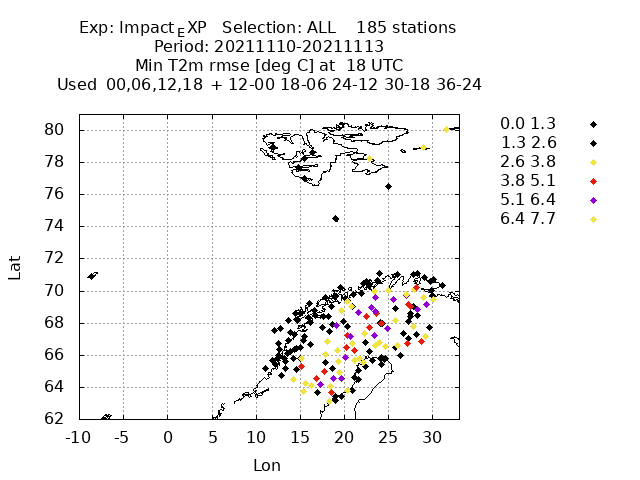 Exp: Impact_EXP Selection: ALL 185 stations
Period: 20211110-20211113
Min T2m rmse [deg C] at 18 UTC
Used 00,06,12,18 + 12-00 18-06 24-12 30-18 36-24
80
78
76
74
72
70
68
66
64
62
-10 -5 0 5 10 15 20 25 30
Lat
Lon
0.0 1.3
1.3 2.6
2.6 3.8
3.8 5.1
5.1 6.4
6.4 7.7